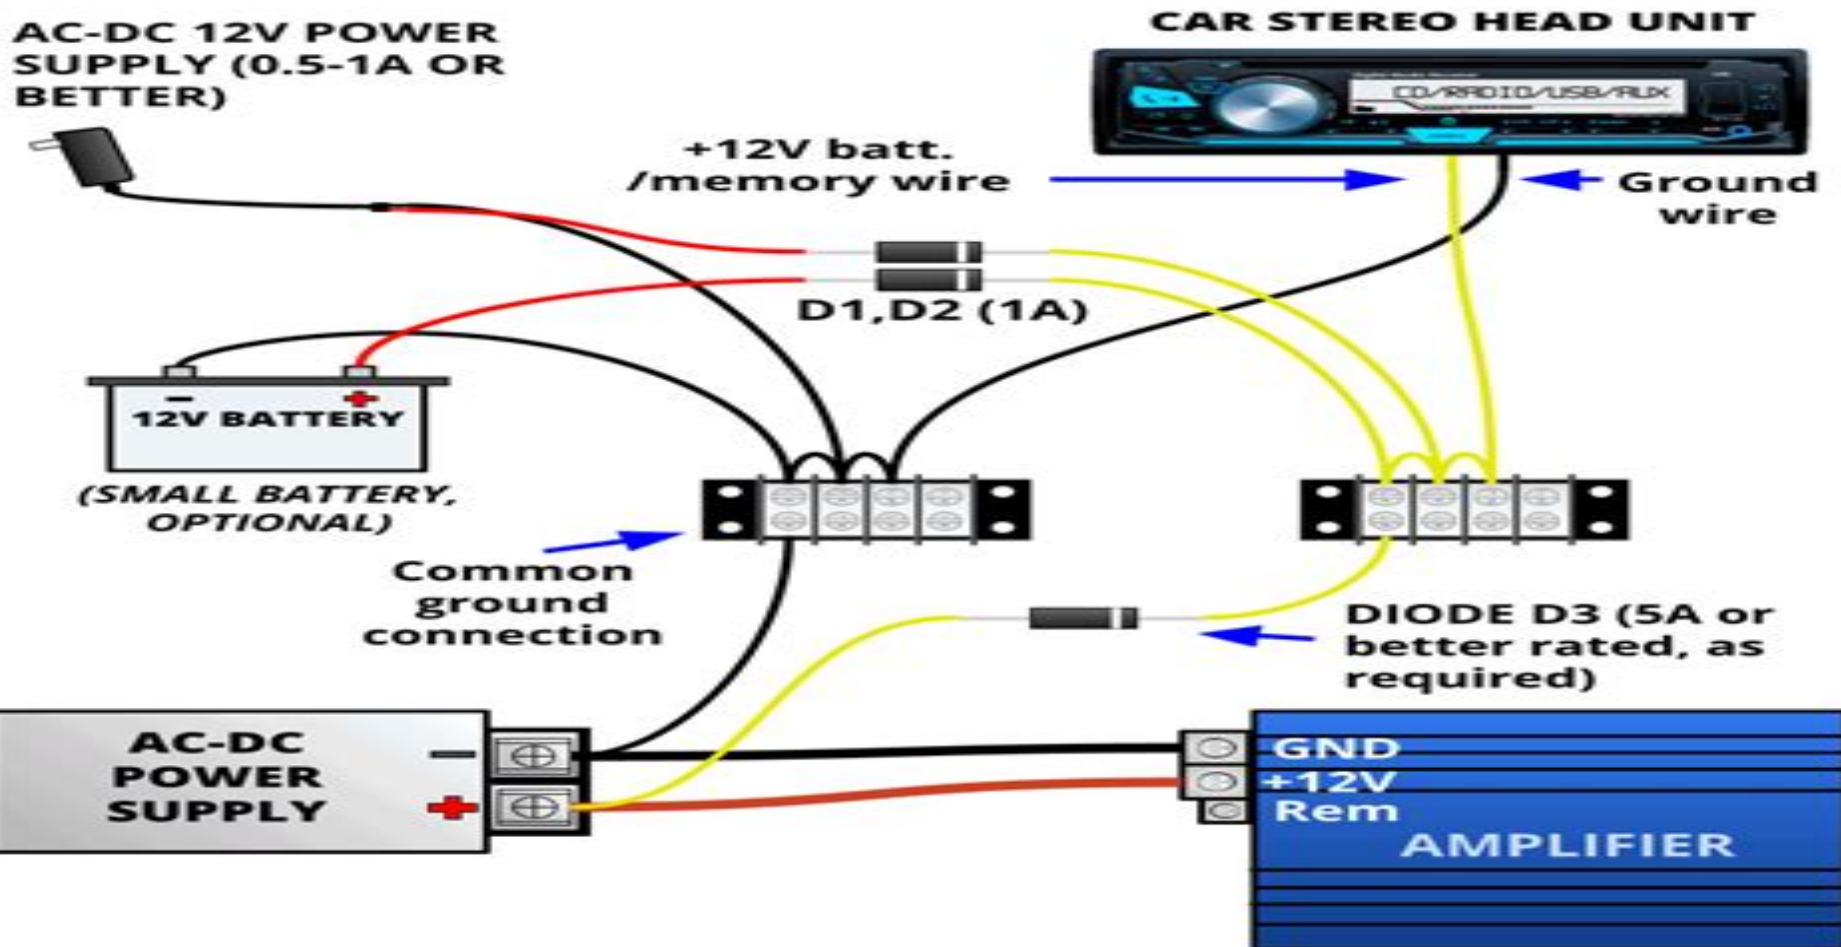 AC-DC 12V POWER
SUPPLY (0.5-1A OR
BETTER)
CAR STEREO HEAD UNIT
CD/RADIO/USB/AUX
+12V batt.
/memory wire
Ground
wire
D1,D2 (1A)
- +
12V BATTERY
(SMALL BATTERY,
OPTIONAL)
Common
ground
connection
DIODE D3 (5A or
better rated, as
required)
AC-DC
POWER
SUPPLY
-
+
GND
+12V
Rem
AMPLIFIER